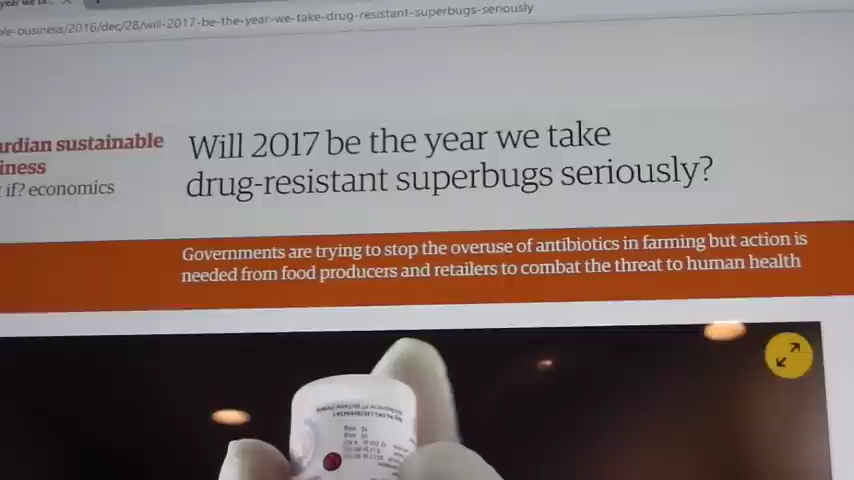 le-business/2016/dec/28/will-2017-be-the-year-we-take-drug-resistant-superbugs-seriously
rdian sustainable
iness
if? economics
Will 2017 be the year we take
drug-resistant superbugs seriously?
Governments are trying to stop the overuse of antibiotics in farming but action is
needed from food producers and retailers to combat the threat to human health